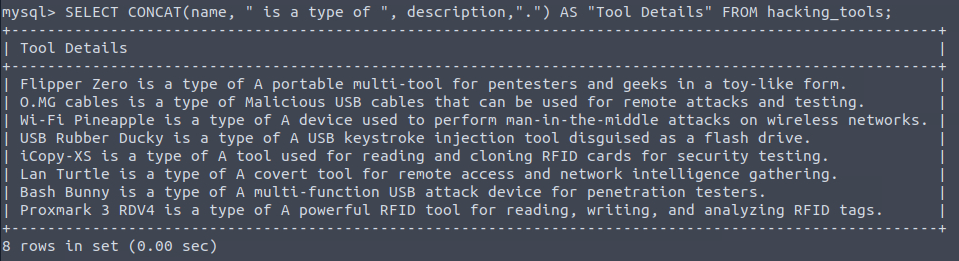 mysql> SELECT CONCAT(name, " is a type of ", description,".") AS "Tool Details" FROM hacking_tools;
+-------------------------------------------------------------------------------------------------------+
| Tool Details                                                                                          |
+-------------------------------------------------------------------------------------------------------+
| Flipper Zero is a type of A portable multi-tool for pentesters and geeks in a toy-like form.          |
| O.MG cables is a type of Malicious USB cables that can be used for remote attacks and testing.        |
| Wi-Fi Pineapple is a type of A device used to perform man-in-the-middle attacks on wireless networks. |
| USB Rubber Ducky is a type of A USB keystroke injection tool disguised as a flash drive.              |
| iCopy-XS is a type of A tool used for reading and cloning RFID cards for security testing.            |
| Lan Turtle is a type of A covert tool for remote access and network intelligence gathering.           |
| Bash Bunny is a type of A multi-function USB attack device for penetration testers.                   |
| Proxmark 3 RDV4 is a type of A powerful RFID tool for reading, writing, and analyzing RFID tags.      |
+-------------------------------------------------------------------------------------------------------+
8 rows in set (0.00 sec)